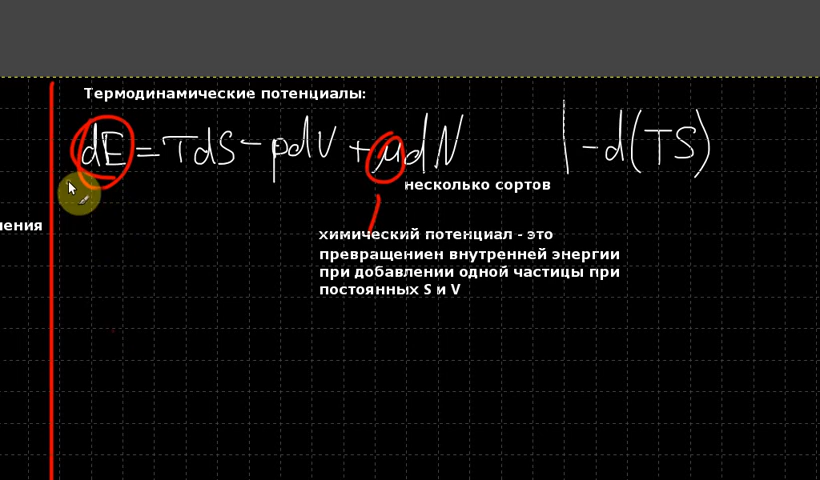 Термодинамические потенциалы:
dE = TdS - pdV + μdN | -d(TS)
несколько сортов
ления
химический потенциал - это
превращениен внутренней энергии
при добавлении одной частицы при
постоянных S и V